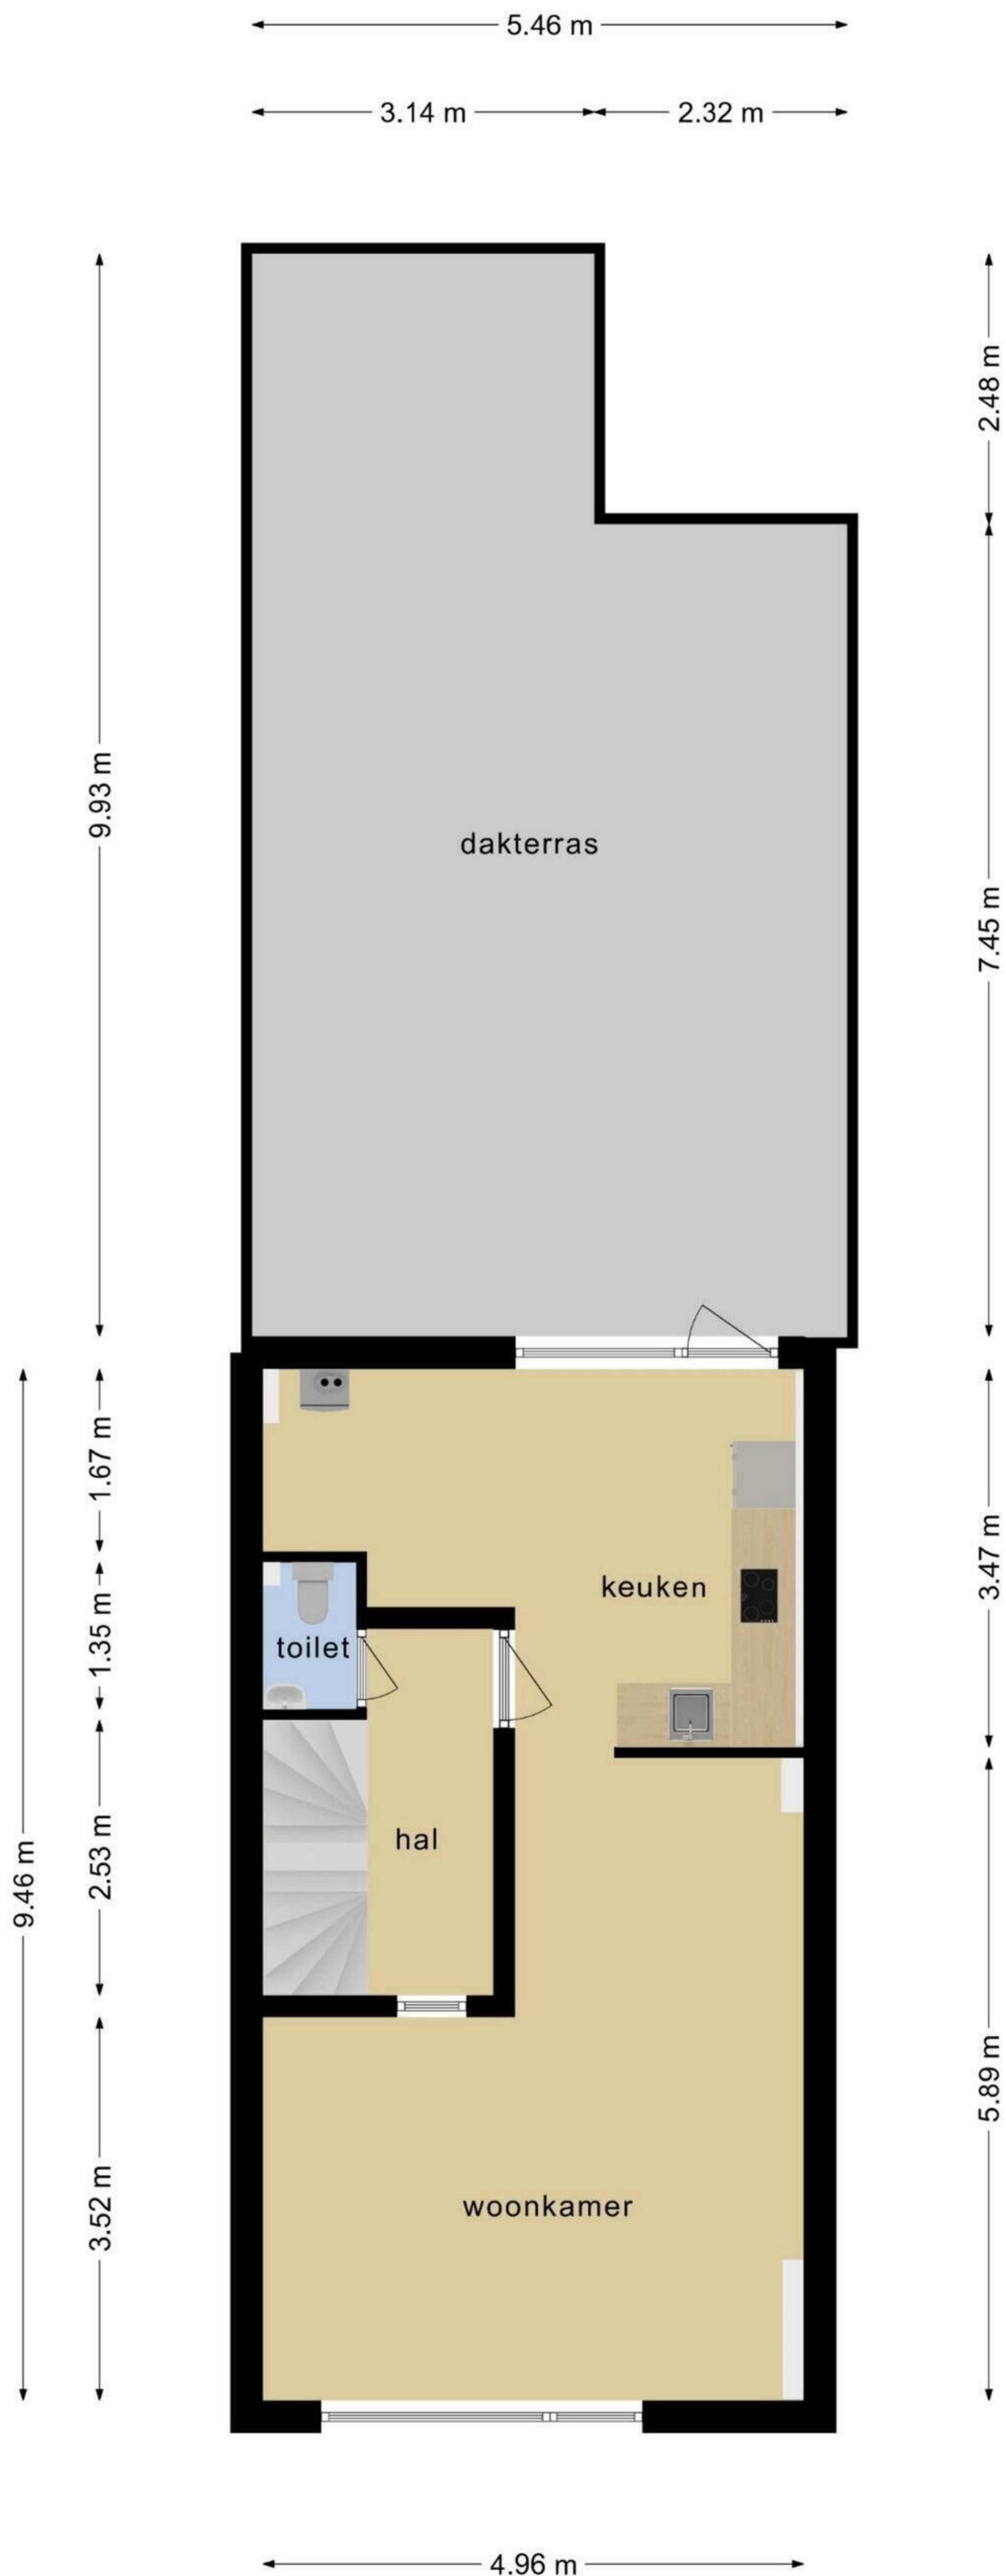 5.46 m
3.14 m
2.32 m
2.48 m
9.93 m
dakterras
7.45 m
1.67 m
3.47 m
keuken
1.35 m
toilet
hal
2.53 m
9.46 m
5.89 m
3.52 m
woonkamer
4.96 m